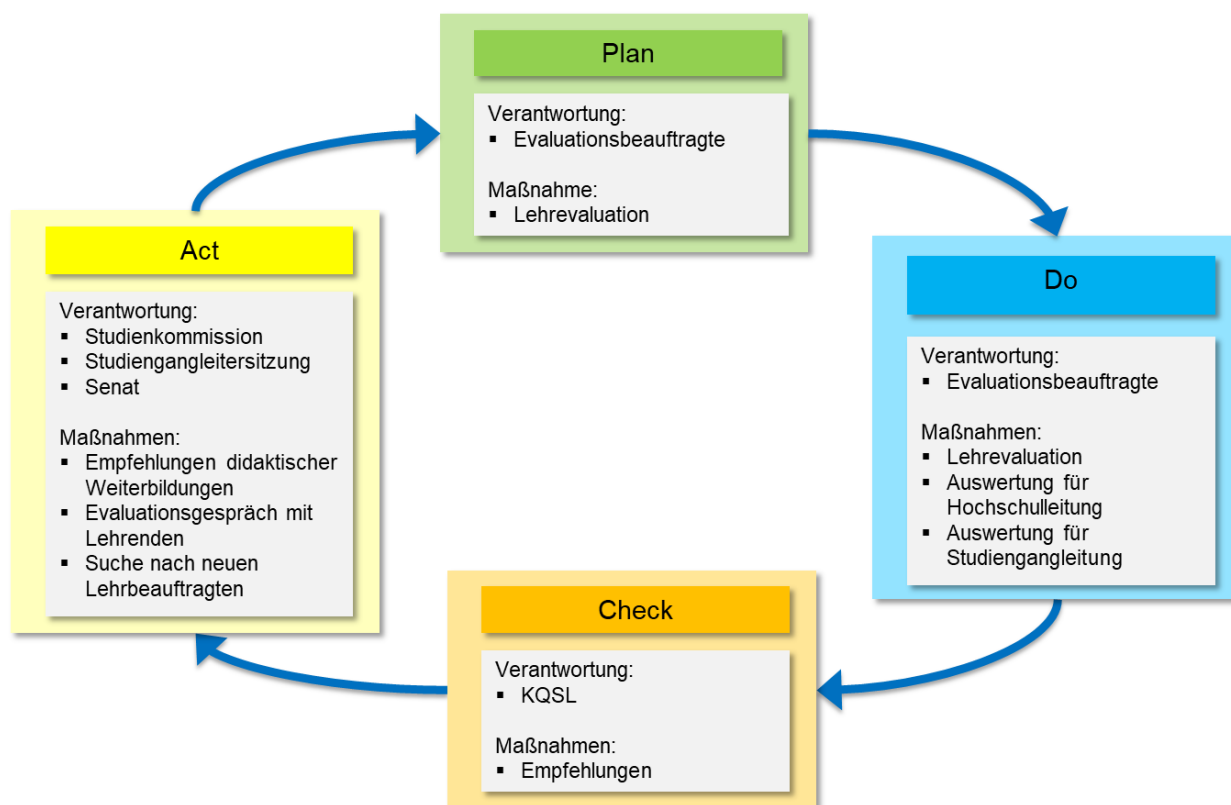 Plan
Verantwortung:
▪ Evaluationsbeauftragte
Maßnahme:
▪ Lehrevaluation
Do
Verantwortung:
▪ Evaluationsbeauftragte
Maßnahmen:
▪ Lehrevaluation
▪ Auswertung für
Hochschulleitung
▪ Auswertung für
Studiengangleitung
Check
Verantwortung:
▪ KQSL
Maßnahmen:
▪ Empfehlungen
Act
Verantwortung:
▪ Studienkommission
▪ Studiengangleitersitzung
▪ Senat
Maßnahmen:
▪ Empfehlungen didaktischer
Weiterbildungen
▪ Evaluationsgespräch mit
Lehrenden
▪ Suche nach neuen
Lehrbeauftragten